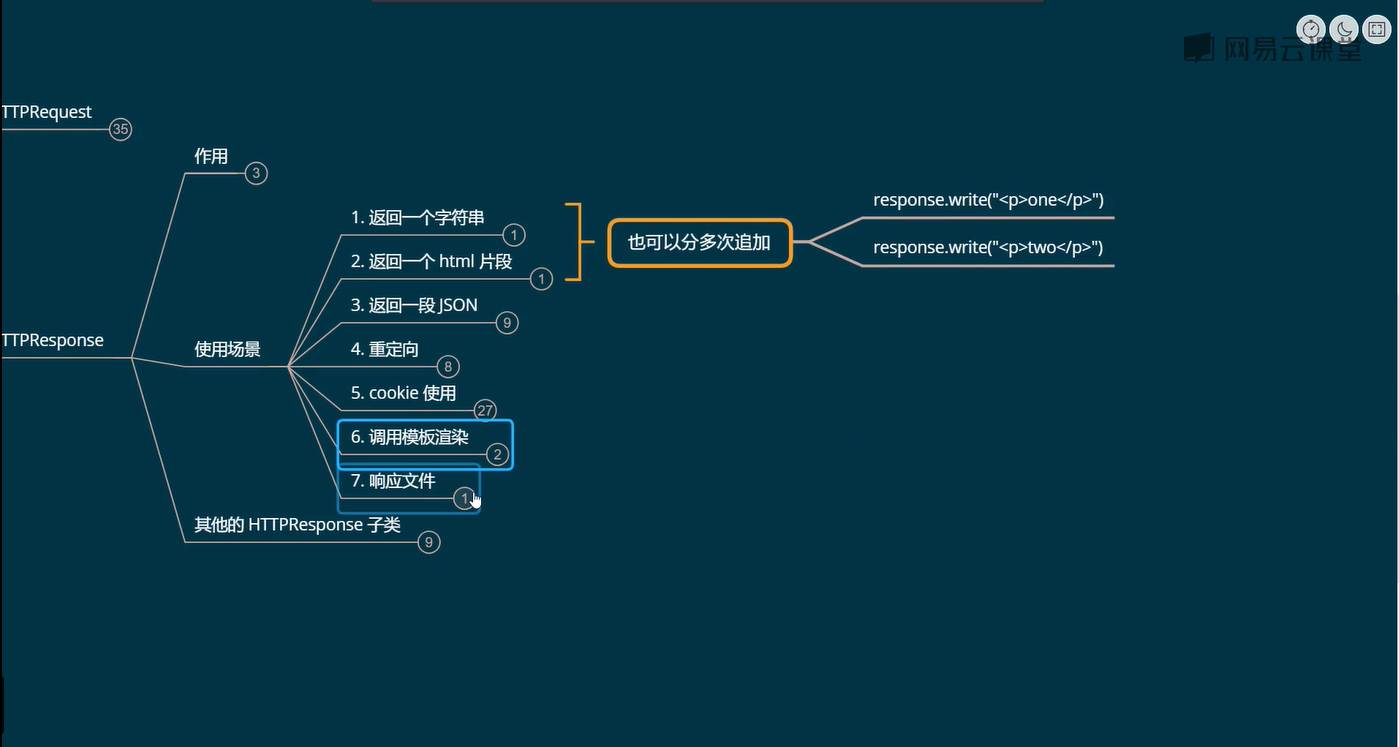 网易云课堂
TTPRequest
35
作用
3
1. 返回一个字符串
1
2. 返回一个 html 片段
1
3. 返回一段 JSON
9
TTPResponse
使用场景
4. 重定向
8
5. cookie 使用
27
6. 调用模板渲染
2
7. 响应文件
1
其他的 HTTPResponse 子类
9
也可以分多次追加
response.write("<p>one</p>")
response.write("<p>two</p>")